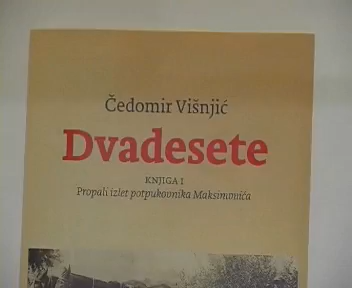 Čedomir Višnjić
Dvadesete
KNJIGA I
Propali izlet potpukovnika Maksimovića